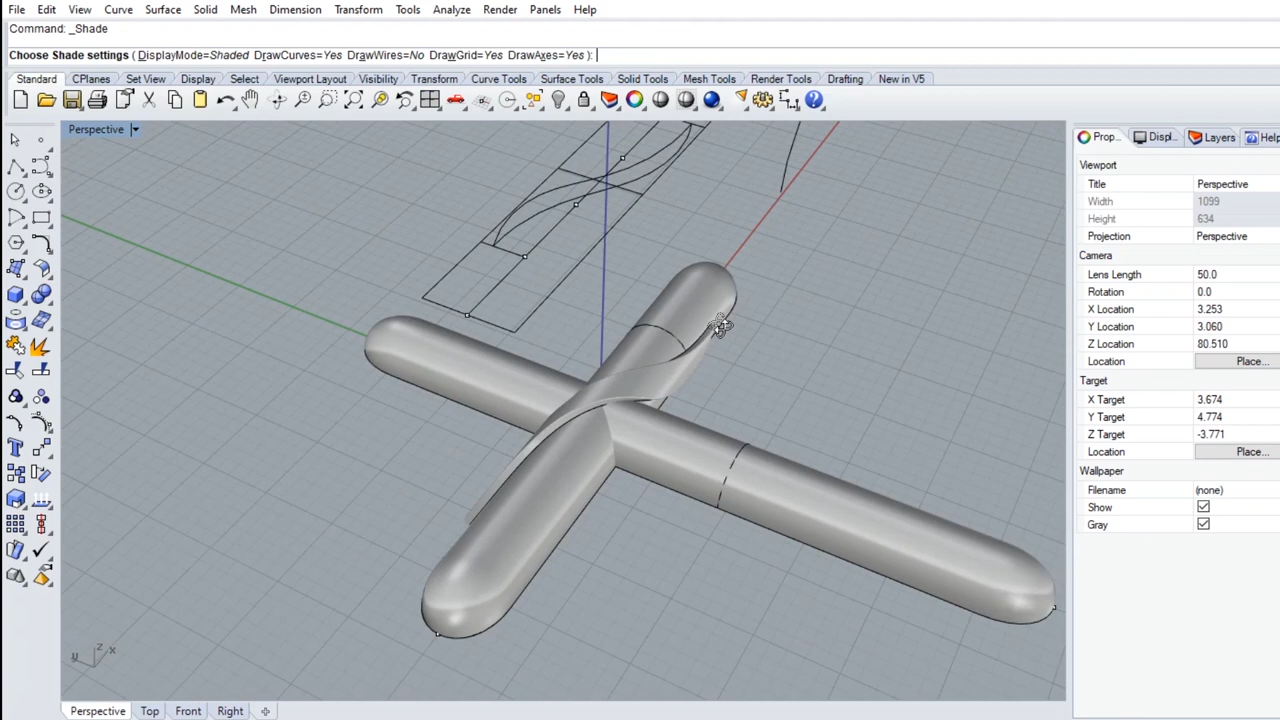 File Edit View Curve Surface Solid Mesh Dimension Transform Tools Analyze Render Panels Help
Command: _Shade
Choose Shade settings ( DisplayMode=Shaded DrawCurves=Yes DrawWires=No DrawGrid=Yes DrawAxes=Yes ):
Standard CPlanes Set View Display Select Viewport Layout Visibility Transform Curve Tools Surface Tools Solid Tools Mesh Tools Render Tools Drafting New in V5
Perspective
Prop... Displ... Layers Help
Viewport
Title Perspective
Width 1099
Height 634
Projection Perspective
Camera
Lens Length 50.0
Rotation 0.0
X Location 3.253
Y Location 3.060
Z Location 80.510
Location Place...
Target
X Target 3.674
Y Target 4.774
Z Target -3.771
Location Place...
Wallpaper
Filename (none)
Show
Gray
z
y x
Perspective Top Front Right